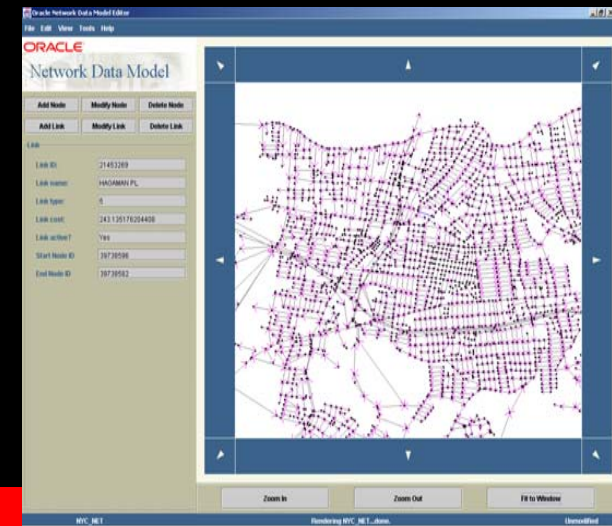 Oracle Network Data Model Editor
File Edit View Tools Help
ORACLE
Network Data Model
Add Node Modify Node Delete Node
Add Link Modify Link Delete Link
Link
Link ID: 21453269
Link name: HAGAMAN PL
Link type: 5
Link cost: 243.135176204408
Link active? Yes
Start Node ID 39738596
End Node ID 39738582
Zoom In Zoom Out Fit to Window
NYC_NET Rendering NYC_NET...done. Unmodified